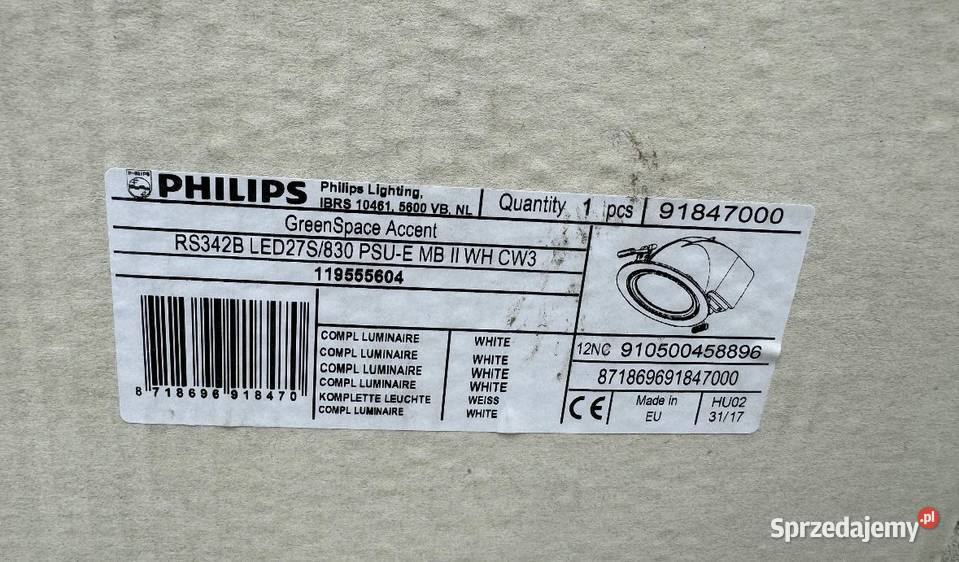 PHILIPS
PHILIPS
Philips Lighting,
IBRS 10461, 5600 VB, NL
Quantity 1 pcs
91847000
GreenSpace Accent
RS342B LED27S/830 PSU-E MB II WH CW3
119555604
8 718696 918470
COMPL LUMINAIRE WHITE
COMPL LUMINAIRE WHITE
COMPL LUMINAIRE WHITE
COMPL LUMINAIRE WHITE
KOMPLETTE LEUCHTE WEISS
COMPL LUMINAIRE WHITE
12NC 910500458896
871869691847000
CE
Made in
EU
HU02
31/17
Sprzedajemy.pl